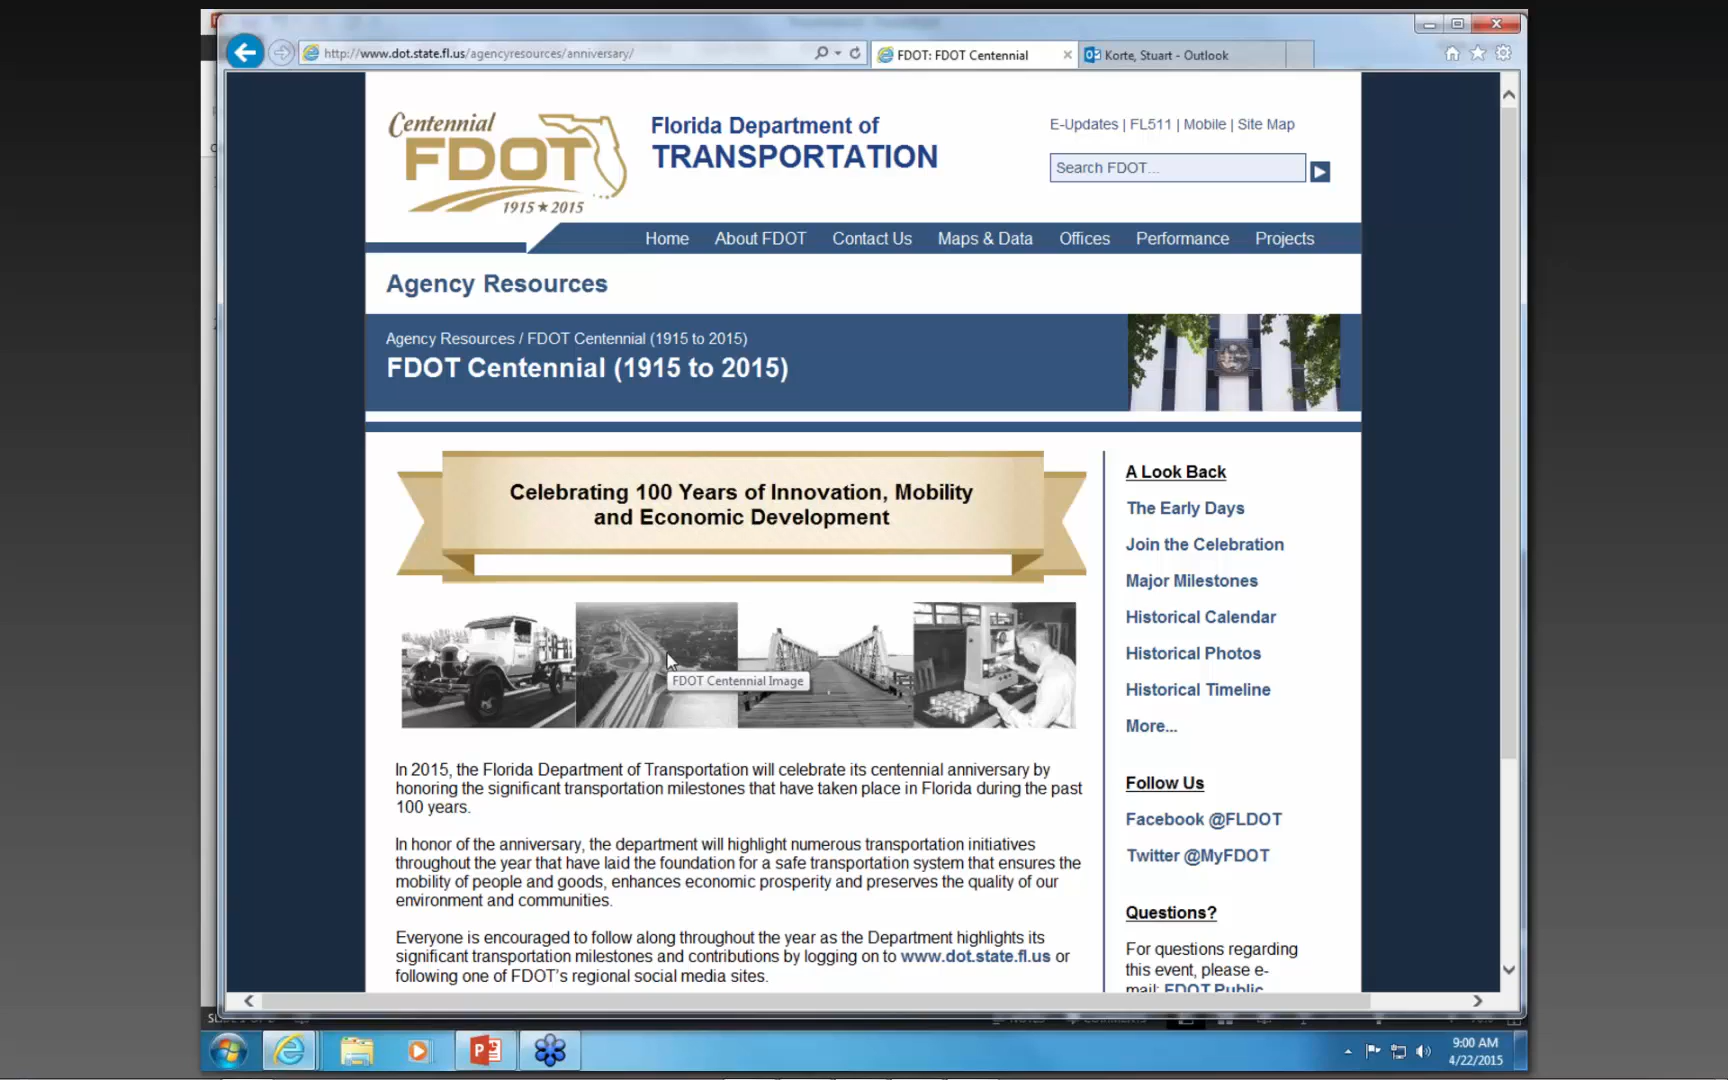 http://www.dot.state.fl.us/agencyresources/anniversary/
FDOT: FDOT Centennial
Korte, Stuart - Outlook
Centennial
FDOT
1915 ★ 2015
Florida Department of
TRANSPORTATION
E-Updates | FL511 | Mobile | Site Map
Search FDOT...
Home About FDOT Contact Us Maps & Data Offices Performance Projects
Agency Resources
Agency Resources / FDOT Centennial (1915 to 2015)
FDOT Centennial (1915 to 2015)
Celebrating 100 Years of Innovation, Mobility
and Economic Development
FDOT Centennial Image
In 2015, the Florida Department of Transportation will celebrate its centennial anniversary by
honoring the significant transportation milestones that have taken place in Florida during the past
100 years.
In honor of the anniversary, the department will highlight numerous transportation initiatives
throughout the year that have laid the foundation for a safe transportation system that ensures the
mobility of people and goods, enhances economic prosperity and preserves the quality of our
environment and communities.
Everyone is encouraged to follow along throughout the year as the Department highlights its
significant transportation milestones and contributions by logging on to www.dot.state.fl.us or
following one of FDOT's regional social media sites.
A Look Back
The Early Days
Join the Celebration
Major Milestones
Historical Calendar
Historical Photos
Historical Timeline
More...
Follow Us
Facebook @FLDOT
Twitter @MyFDOT
Questions?
For questions regarding
this event, please e-
mail: FDOT Public
9:00 AM
4/22/2015